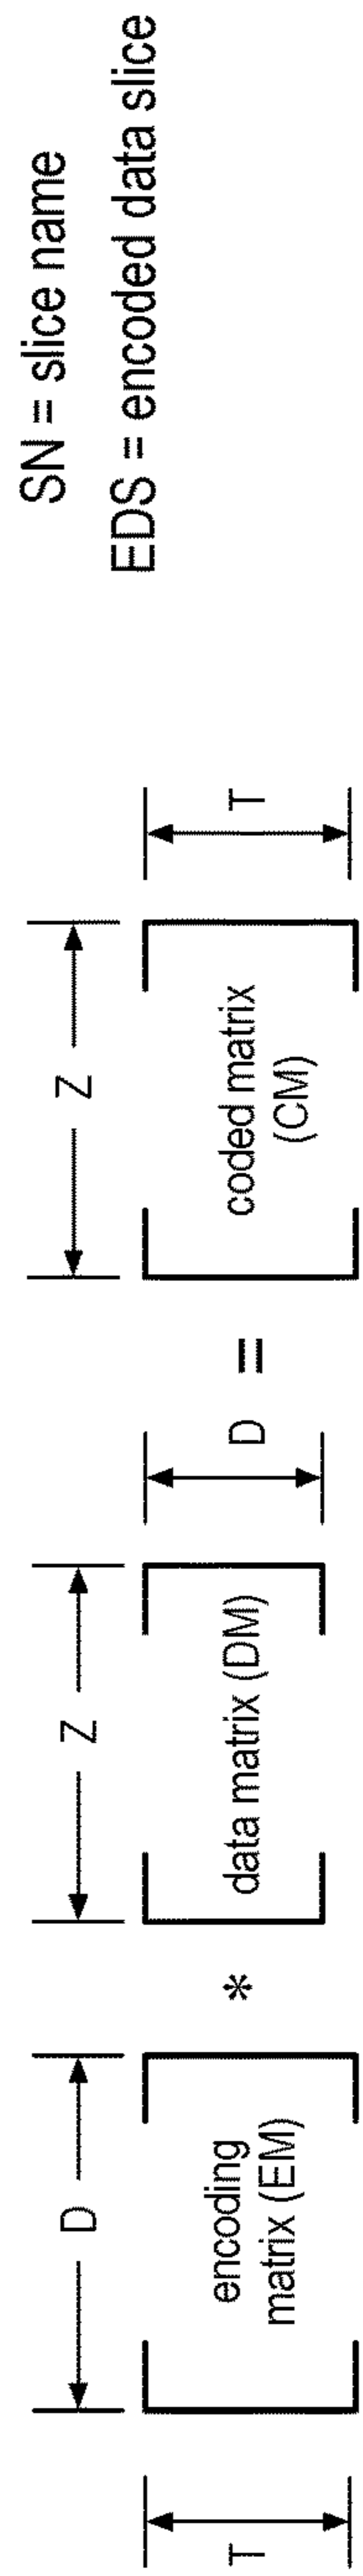 SN = slice name
EDS = encoded data slice
T
D
encoding
matrix (EM)
*
Z
data matrix (DM)
D
=
Z
coded matrix
(CM)
T